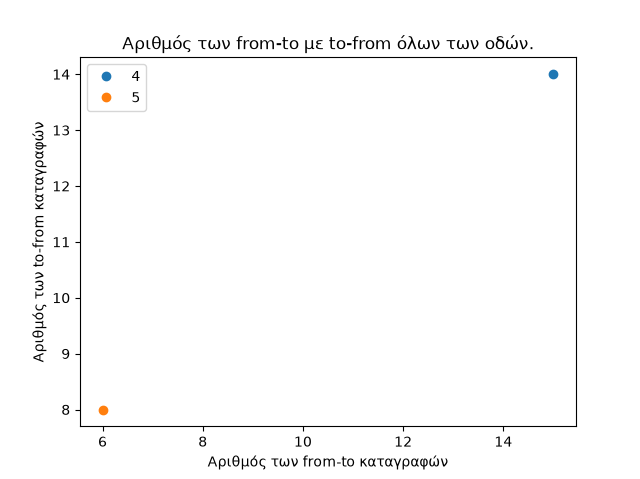 Αριθμός των from-to με to-from όλων των οδών.
4
5
14
13
12
11
10
9
8
Αριθμός των to-from καταγραφών
6 8 10 12 14
Αριθμός των from-to καταγραφών